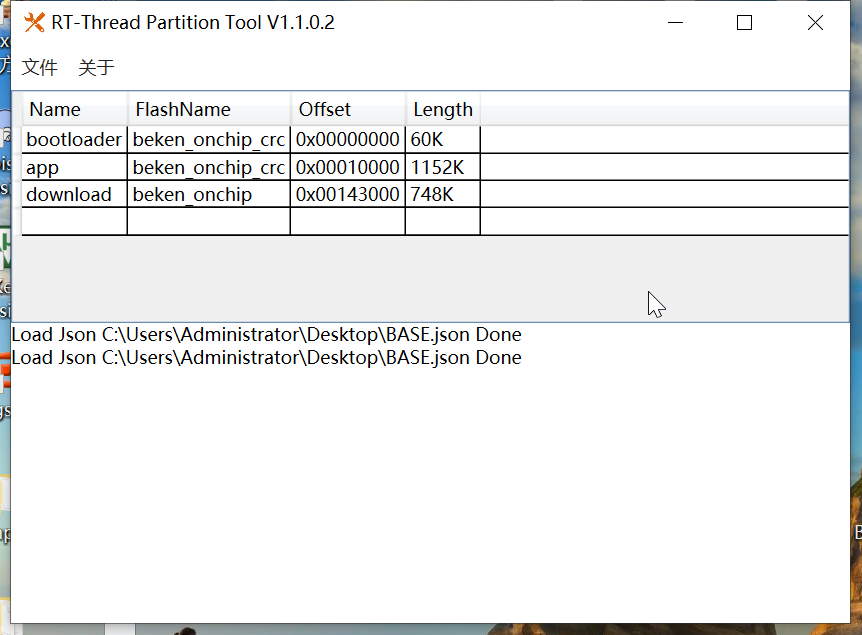 RT-Thread Partition Tool V1.1.0.2
文件 关于
Name FlashName Offset Length
bootloader beken_onchip_crc 0x00000000 60K
app beken_onchip_crc 0x00010000 1152K
download beken_onchip 0x00143000 748K
Load Json C:\Users\Administrator\Desktop\BASE.json Done
Load Json C:\Users\Administrator\Desktop\BASE.json Done